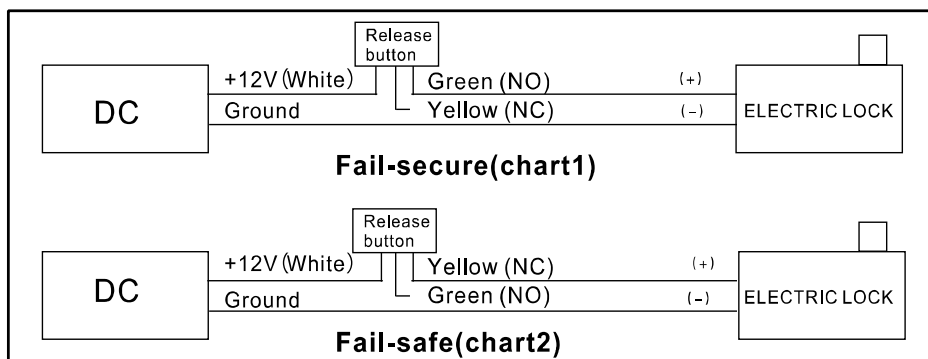 Release
button
+12V(White)
Green (NO)
(+)
DC
Ground
Yellow (NC)
(-)
ELECTRIC LOCK
Fail-secure(chart1)
Release
button
+12V(White)
Yellow (NC)
(+)
DC
Ground
Green (NO)
(-)
ELECTRIC LOCK
Fail-safe(chart2)